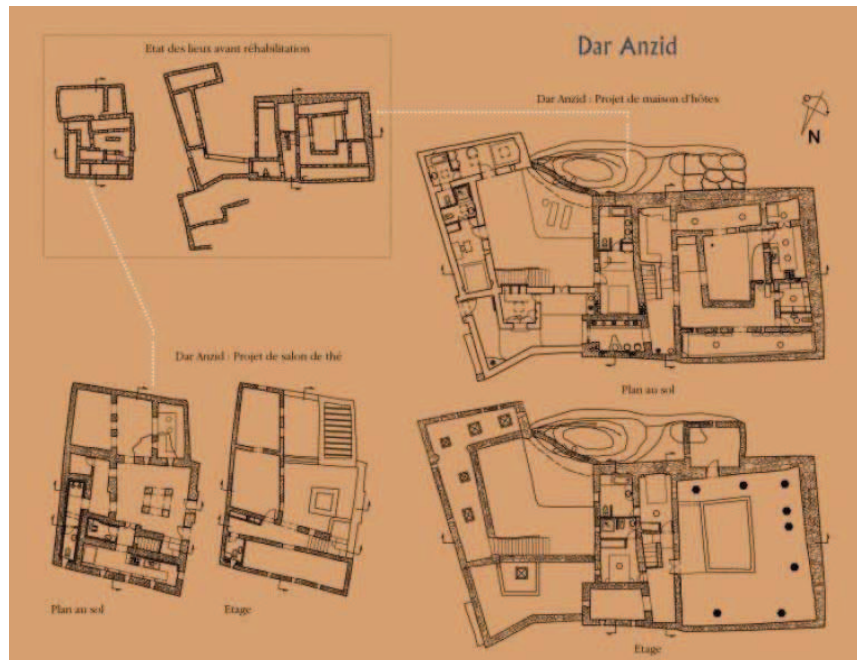 Etat des lieux avant réhabilitation
Dar Anzid
Dar Anzid : Projet de maison d'hôtes
N
Plan au sol
Dar Anzid : Projet de salon de thé
Plan au sol
Etage
Etage